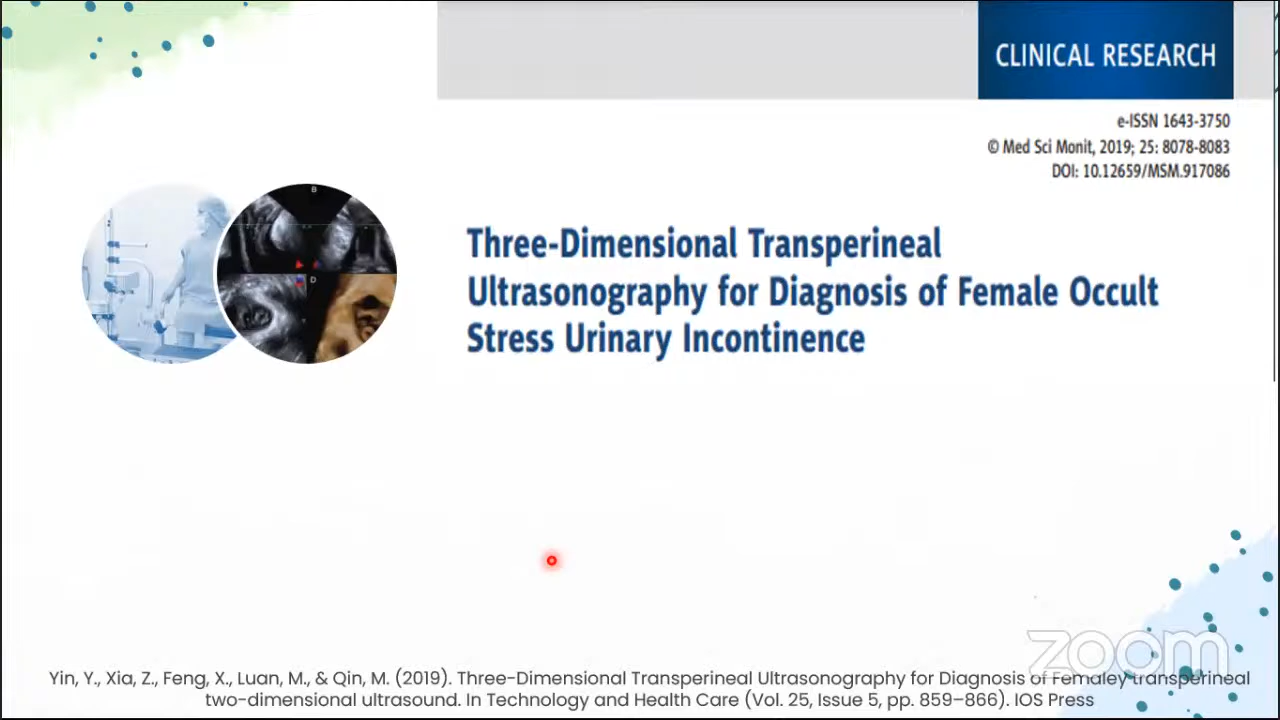 CLINICAL RESEARCH
e-ISSN 1643-3750
© Med Sci Monit, 2019; 25: 8078-8083
DOI: 10.12659/MSM.917086
B
D
Three-Dimensional Transperineal
Ultrasonography for Diagnosis of Female Occult
Stress Urinary Incontinence
zoom
Yin, Y., Xia, Z., Feng, X., Luan, M., & Qin, M. (2019). Three-Dimensional Transperineal Ultrasonography for Diagnosis of Femaley transperineal
two-dimensional ultrasound. In Technology and Health Care (Vol. 25, Issue 5, pp. 859–866). IOS Press